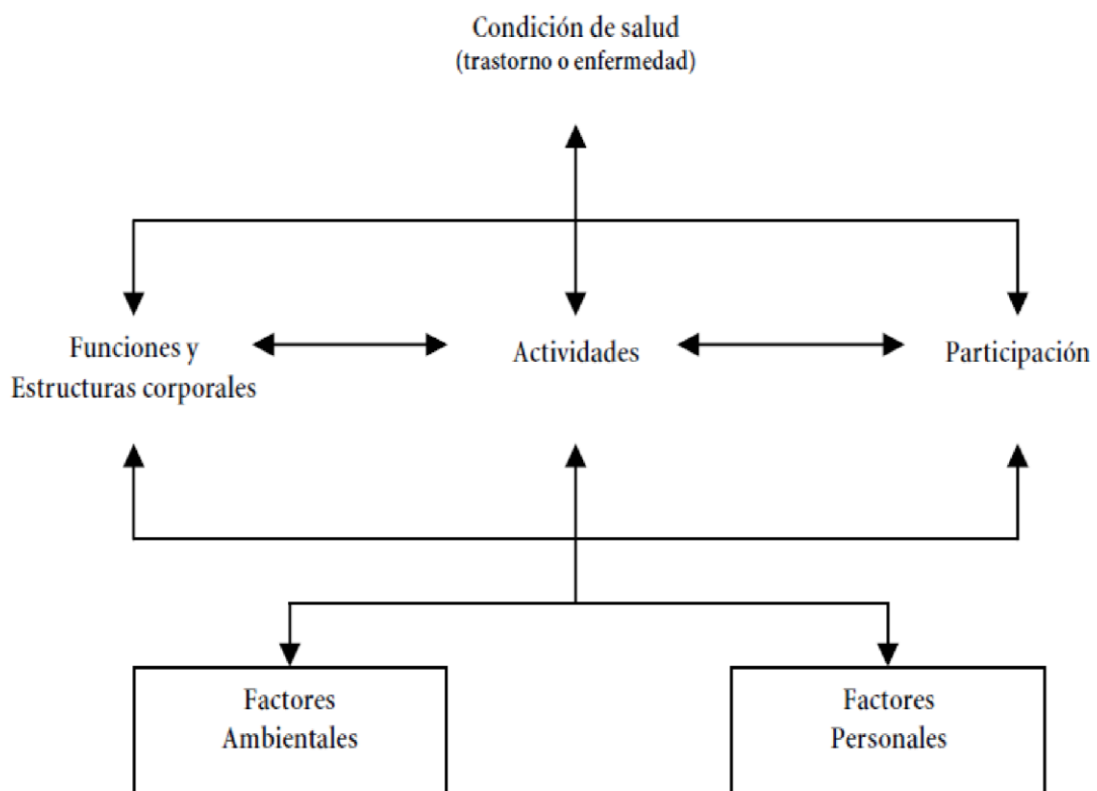 Condición de salud
(trastorno o enfermedad)
Funciones y
Estructuras corporales
Actividades
Participación
Factores
Ambientales
Factores
Personales